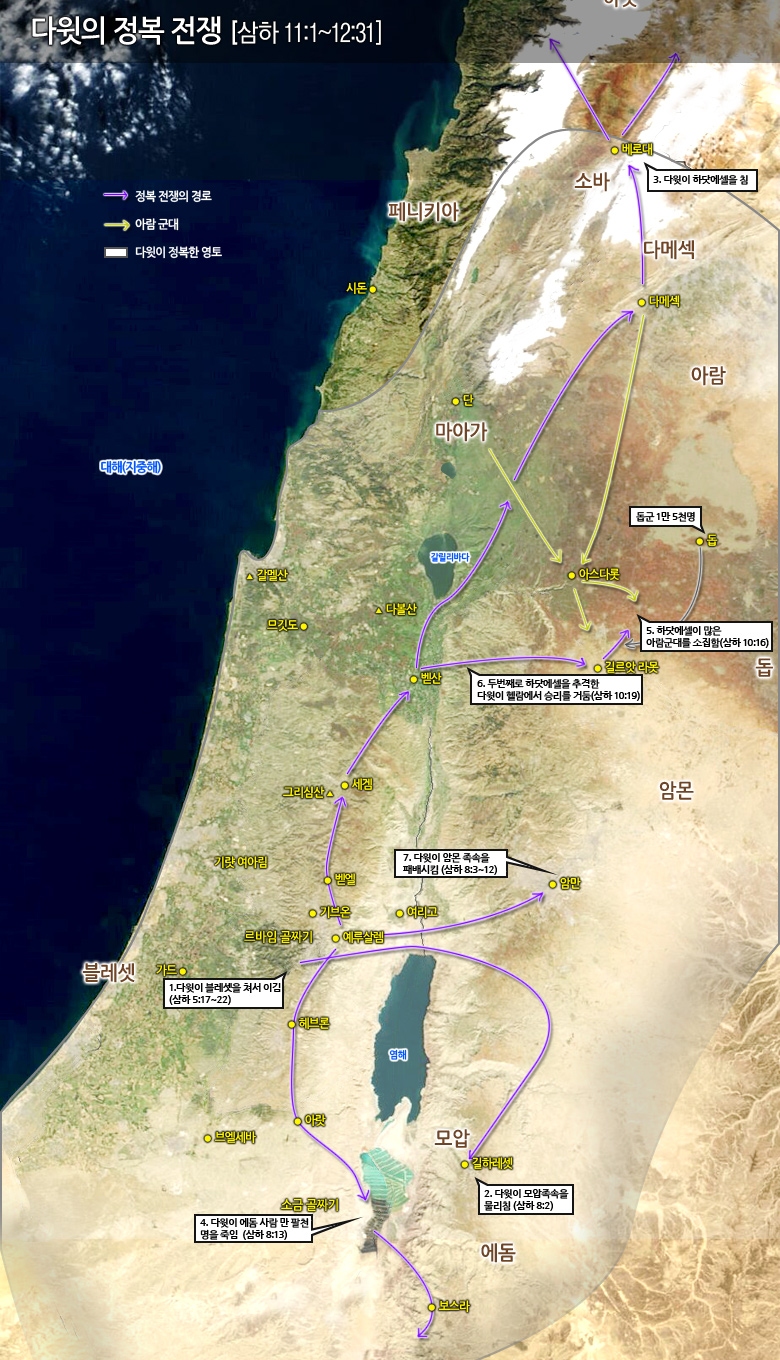 다윗의 정복 전쟁 [삼하 11:1~12:31]
베로대
3. 다윗이 하닷에셀을 침
소바
정복 전쟁의 경로
페니키아
아람 군대
다메섹
다윗이 정복한 영토
시돈
다메섹
아람
단
마아가
대해(지중해)
돕군 1만 5천명
돕
갈릴리바다
갈멜산
아스다롯
다볼산
므깃도
5. 하닷에셀이 많은
아람군대를 소집함(삼하 10:16)
길르앗 라못
돕
벧산
6. 두번째로 하닷에셀을 추격한
다윗이 헬람에서 승리를 거둠(삼하 10:19)
세겜
그리심산
암몬
7. 다윗이 암몬 족속을
패배시킴 (삼하 8:3~12)
기럇 여아림
벧엘
암만
기브온
여리고
르바임 골짜기
예루살렘
블레셋
가드
1.다윗이 블레셋을 쳐서 이김
(삼하 5:17~22)
헤브론
염해
아랏
브엘세바
모압
길하레셋
2. 다윗이 모압족속을
물리침 (삼하 8:2)
소금 골짜기
4. 다윗이 에돔 사람 만 팔천
명을 죽임 (삼하 8:13)
에돔
보스라